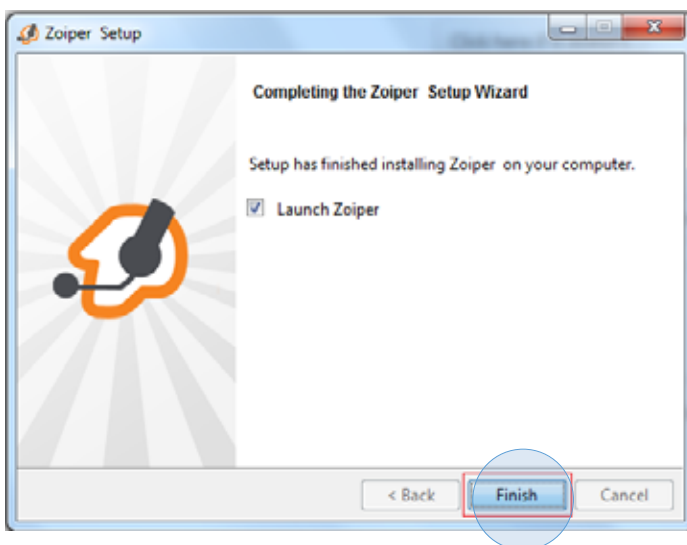 Zoiper Setup
Completing the Zoiper Setup Wizard
Setup has finished installing Zoiper on your computer.
Launch Zoiper
< Back
Finish
Cancel